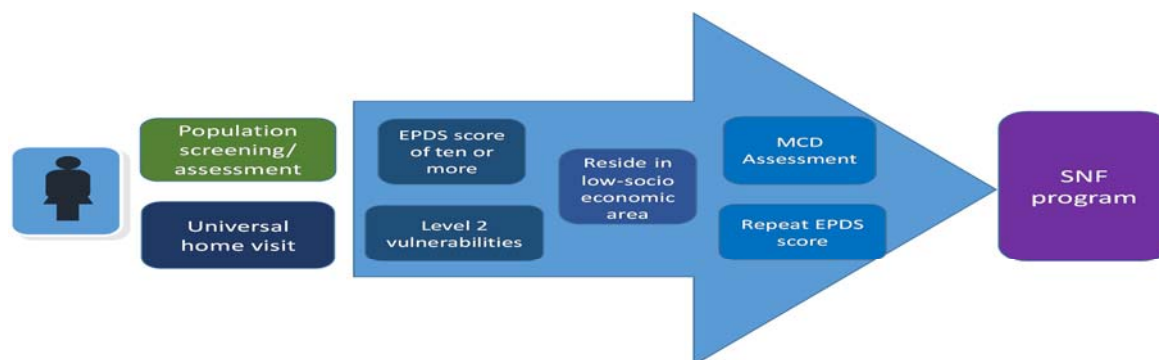 Population
screening/
assessment
Universal
home visit
EPDS score
of ten or
more
Level 2
vulnerabilities
Reside in
low-socio
economic
area
MCD
Assessment
Repeat EPDS
score
SNF
program